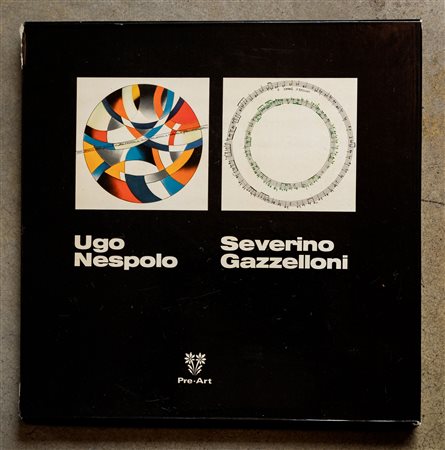 Ugo
Nespolo
Severino
Gazzelloni
Pre-Art